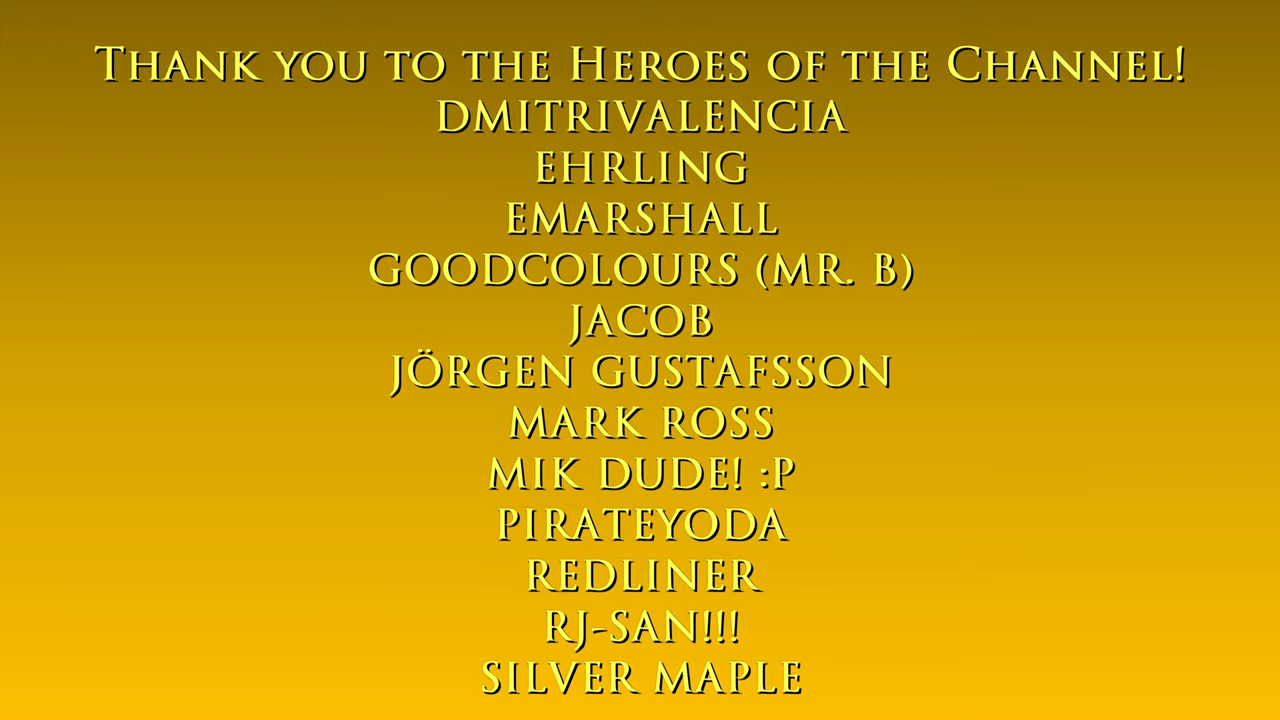 Thank you to the Heroes of the Channel!
DMITRIVALENCIA
EHRLING
EMARSHALL
GOODCOLOURS (MR. B)
JACOB
JÖRGEN GUSTAFSSON
MARK ROSS
MIK DUDE! :P
PIRATEYODA
REDLINER
RJ-SAN!!!
SILVER MAPLE